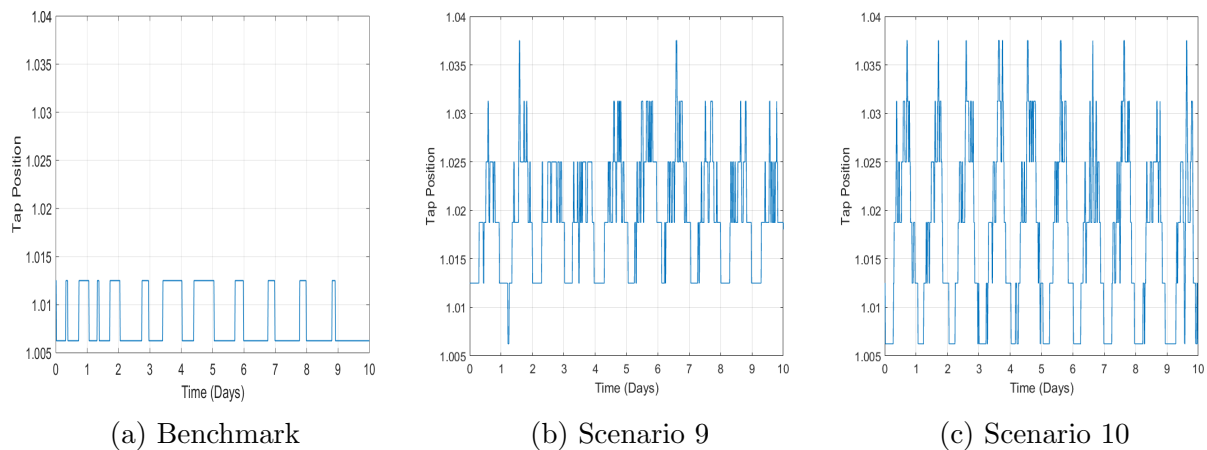 1.04
1.035
1.03
1.025
1.02
1.015
1.01
1.005
Tap Position
0 1 2 3 4 5 6 7 8 9 10
Time (Days)
(a) Benchmark
1.04
1.035
1.03
1.025
1.02
1.015
1.01
1.005
Tap Position
0 1 2 3 4 5 6 7 8 9 10
Time (Days)
(b) Scenario 9
1.04
1.035
1.03
1.025
1.02
1.015
1.01
1.005
Tap Position
0 1 2 3 4 5 6 7 8 9 10
Time (Days)
(c) Scenario 10